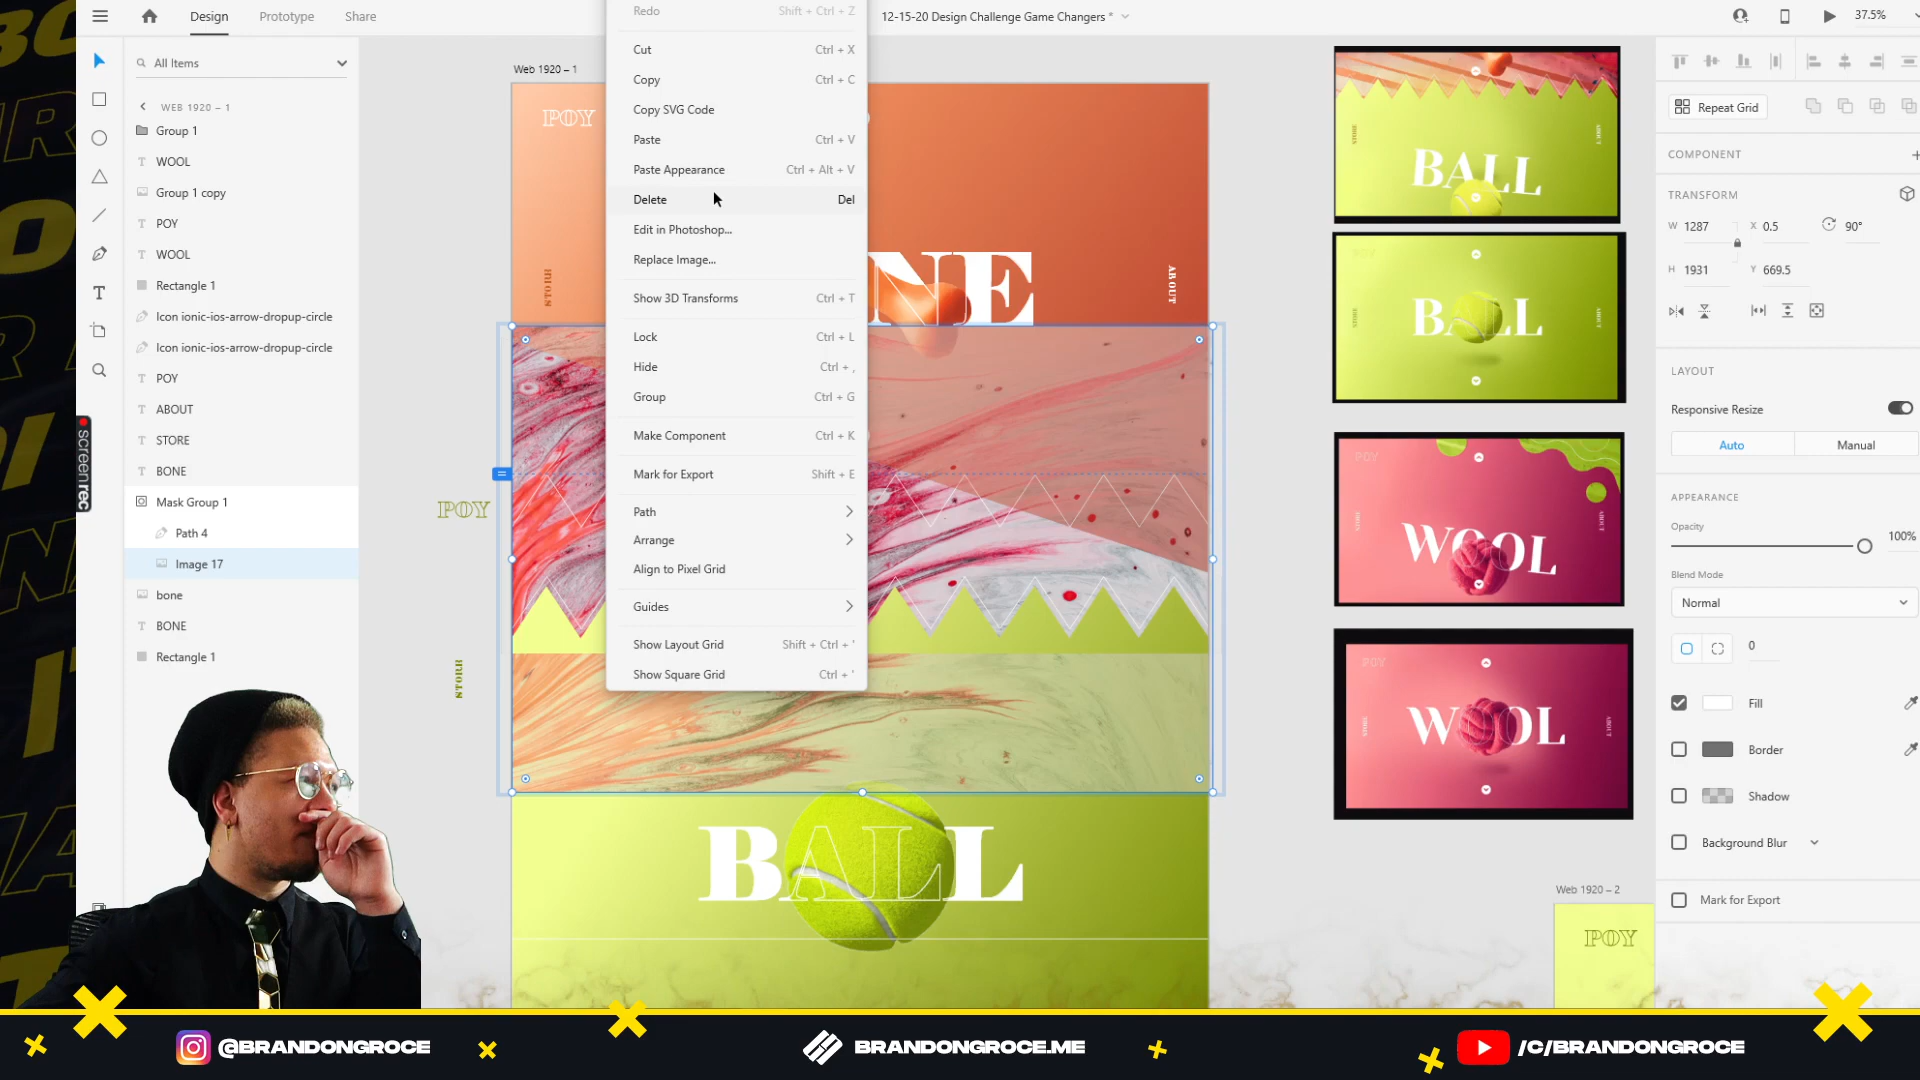 Design
Prototype
Share
Redo Shift + Ctrl + Z
12-15-20 Design Challenge Game Changers *
37.5%
All Items
WEB 1920 – 1
Group 1
WOOL
Group 1 copy
POY
WOOL
Rectangle 1
Icon ionic-ios-arrow-dropup-circle
Icon ionic-ios-arrow-dropup-circle
POY
ABOUT
STORE
BONE
Mask Group 1
Path 4
Image 17
bone
BONE
Rectangle 1
screenrec
Web 1920 – 1
POY
STORE
NE
ABOUT
POY
STORE
BALL
Cut Ctrl + X
Copy Ctrl + C
Copy SVG Code
Paste Ctrl + V
Paste Appearance Ctrl + Alt + V
Delete Del
Edit in Photoshop...
Replace Image...
Show 3D Transforms Ctrl + T
Lock Ctrl + L
Hide Ctrl + ,
Group Ctrl + G
Make Component Ctrl + K
Mark for Export Shift + E
Path
Arrange
Align to Pixel Grid
Guides
Show Layout Grid Shift + Ctrl + '
Show Square Grid Ctrl + '
BALL
BALL
POY
WOOL
POY
WOOL
Web 1920 – 2
POY
Repeat Grid
COMPONENT
TRANSFORM
W 1287 X 0.5 90°
H 1931 Y 669.5
LAYOUT
Responsive Resize
Auto Manual
APPEARANCE
Opacity
100%
Blend Mode
Normal
0
Fill
Border
Shadow
Background Blur
Mark for Export
@BRANDONGROCE
BRANDONGROCE.ME
/C/BRANDONGROCE